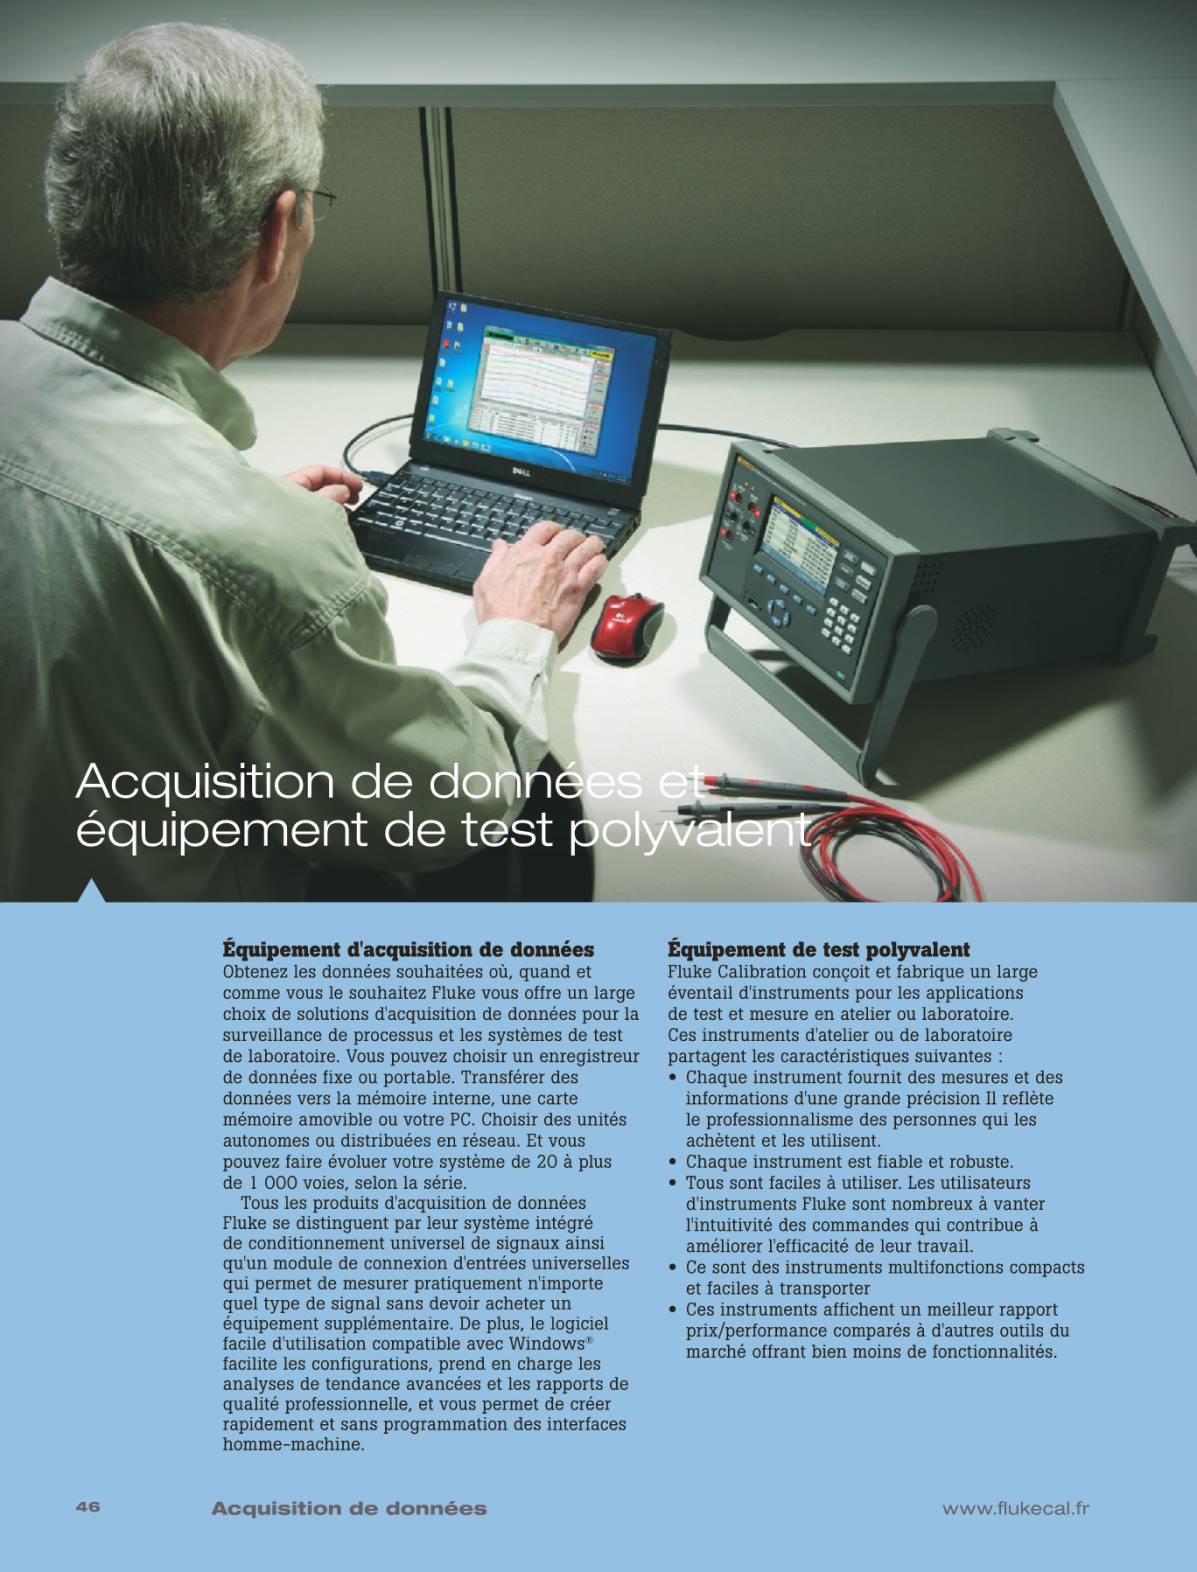 DELL
Acquisition de données et
équipement de test polyvalent
Équipement d'acquisition de données
Obtenez les données souhaitées où, quand et
comme vous le souhaitez Fluke vous offre un large
choix de solutions d'acquisition de données pour la
surveillance de processus et les systèmes de test
de laboratoire. Vous pouvez choisir un enregistreur
de données fixe ou portable. Transférer des
données vers la mémoire interne, une carte
mémoire amovible ou votre PC. Choisir des unités
autonomes ou distribuées en réseau. Et vous
pouvez faire évoluer votre système de 20 à plus
de 1 000 voies, selon la série.
Tous les produits d'acquisition de données
Fluke se distinguent par leur système intégré
de conditionnement universel de signaux ainsi
qu'un module de connexion d'entrées universelles
qui permet de mesurer pratiquement n'importe
quel type de signal sans devoir acheter un
équipement supplémentaire. De plus, le logiciel
facile d'utilisation compatible avec Windows®
facilite les configurations, prend en charge les
analyses de tendance avancées et les rapports de
qualité professionnelle, et vous permet de créer
rapidement et sans programmation des interfaces
homme-machine.
Équipement de test polyvalent
Fluke Calibration conçoit et fabrique un large
éventail d'instruments pour les applications
de test et mesure en atelier ou laboratoire.
Ces instruments d'atelier ou de laboratoire
partagent les caractéristiques suivantes :
• Chaque instrument fournit des mesures et des
informations d'une grande précision Il reflète
le professionnalisme des personnes qui les
achètent et les utilisent.
• Chaque instrument est fiable et robuste.
• Tous sont faciles à utiliser. Les utilisateurs
d'instruments Fluke sont nombreux à vanter
l'intuitivité des commandes qui contribue à
améliorer l'efficacité de leur travail.
• Ce sont des instruments multifonctions compacts
et faciles à transporter
• Ces instruments affichent un meilleur rapport
prix/performance comparés à d'autres outils du
marché offrant bien moins de fonctionnalités.
46
Acquisition de données
www.flukecal.fr